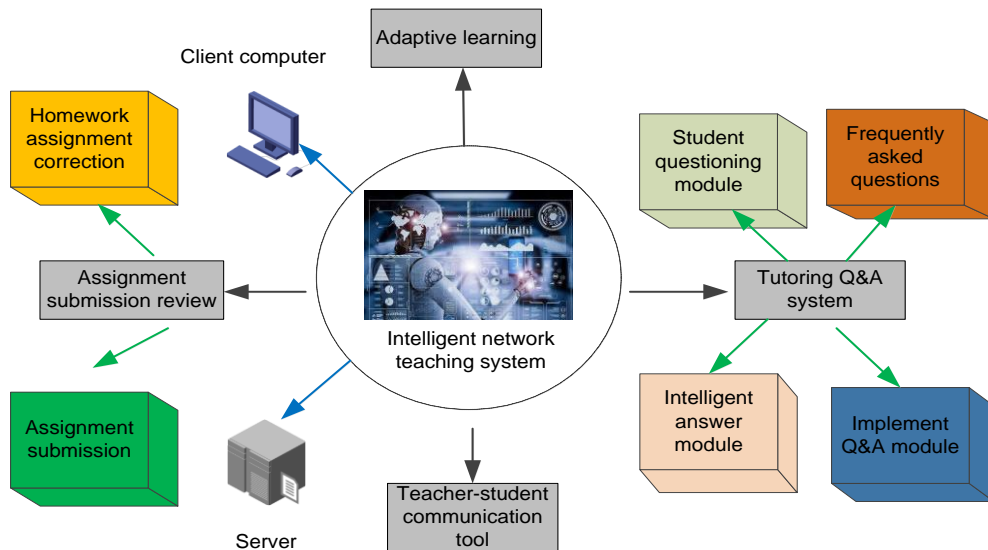 Adaptive learning
Client computer
Homework
assignment
correction
Student
questioning
module
Frequently
asked
questions
Assignment
submission review
Tutoring Q&A
system
Intelligent network
teaching system
Assignment
submission
Intelligent
answer
module
Implement
Q&A module
Teacher-student
communication
tool
Server